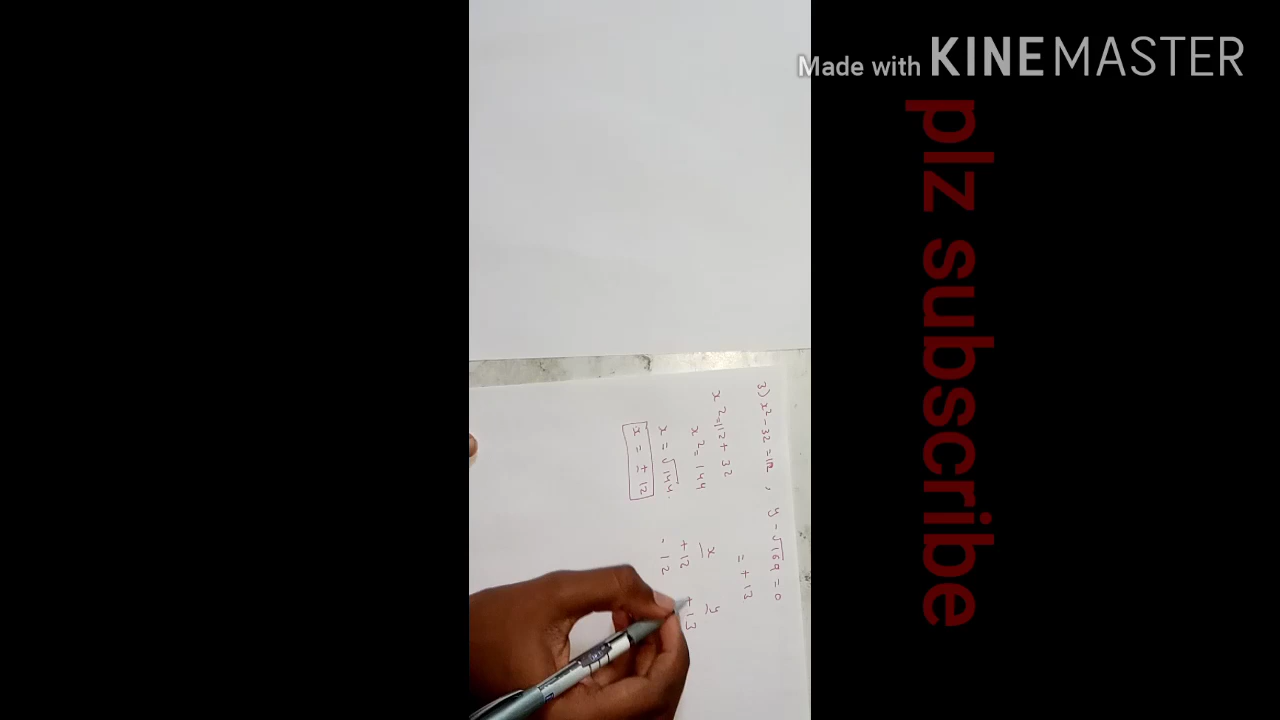 Made with KINEMASTER
plz subscribe
3) x² - 32 = 112 , y - √169 = 0
x² = 112 + 32 = + 13
x² = 144
x = √144
x = ± 12
x y
+12 +13
- 12